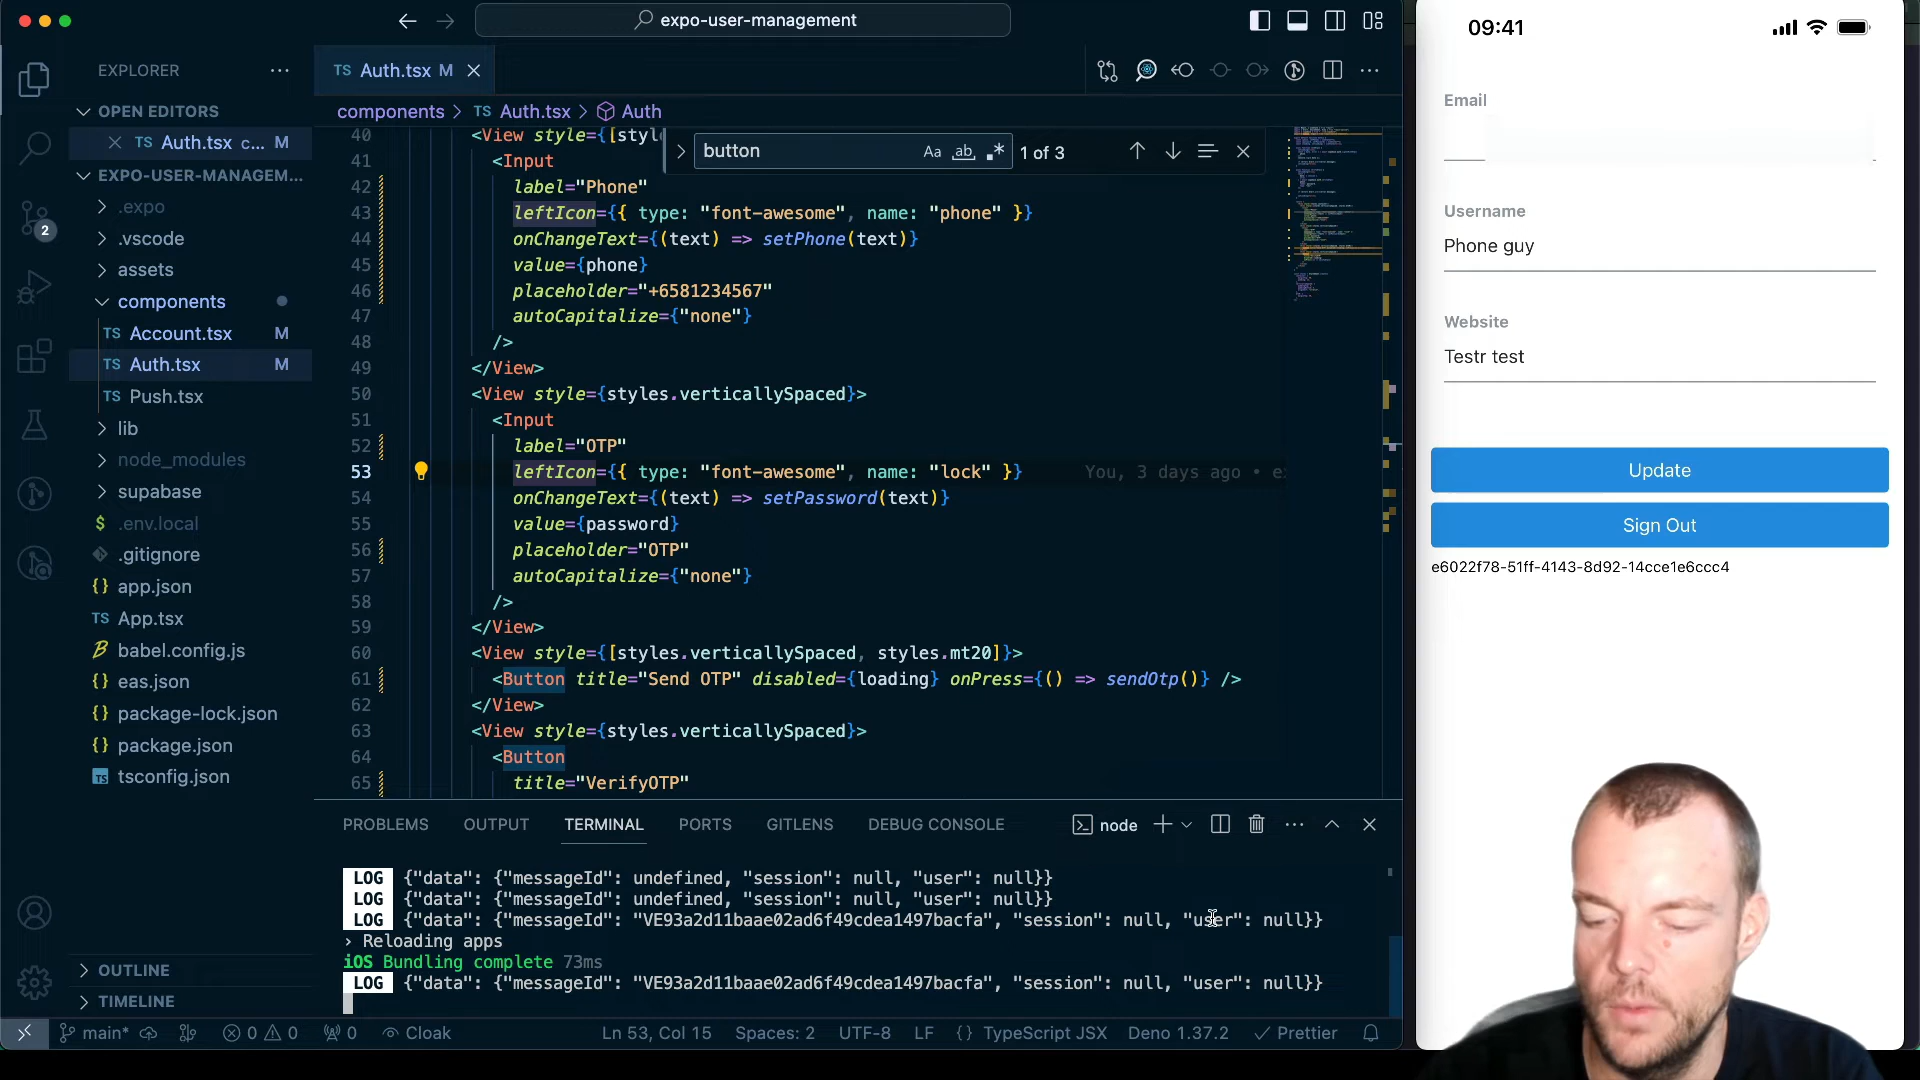 expo-user-management
EXPLORER
OPEN EDITORS
TS Auth.tsx c... M
EXPO-USER-MANAGEM...
.expo
.vscode
2
assets
components
TS Account.tsx M
TS Auth.tsx M
TS Push.tsx
lib
node_modules
supabase
$ .env.local
.gitignore
{} app.json
TS App.tsx
babel.config.js
{} eas.json
{} package-lock.json
{} package.json
TS tsconfig.json
OUTLINE
TIMELINE
TS Auth.tsx M
components > TS Auth.tsx > Auth
button Aa ab .* 1 of 3
40 <View style={[styl
41 <Input
42 label="Phone"
43 leftIcon={{ type: "font-awesome", name: "phone" }}
44 onChangeText={(text) => setPhone(text)}
45 value={phone}
46 placeholder="+6581234567"
47 autoCapitalize={"none"}
48 />
49 </View>
50 <View style={styles.verticallySpaced}>
51 <Input
52 label="OTP"
53 leftIcon={{ type: "font-awesome", name: "lock" }} You, 3 days ago • e
54 onChangeText={(text) => setPassword(text)}
55 value={password}
56 placeholder="OTP"
57 autoCapitalize={"none"}
58 />
59 </View>
60 <View style={[styles.verticallySpaced, styles.mt20]}>
61 <Button title="Send OTP" disabled={loading} onPress={() => sendOtp()} />
62 </View>
63 <View style={styles.verticallySpaced}>
64 <Button
65 title="VerifyOTP"
PROBLEMS OUTPUT TERMINAL PORTS GITLENS DEBUG CONSOLE node
LOG {"data": {"messageId": undefined, "session": null, "user": null}}
LOG {"data": {"messageId": undefined, "session": null, "user": null}}
LOG {"data": {"messageId": "VE93a2d11baae02ad6f49cdea1497bacfa", "session": null, "user": null}}
› Reloading apps
iOS Bundling complete 73ms
LOG {"data": {"messageId": "VE93a2d11baae02ad6f49cdea1497bacfa", "session": null, "user": null}}
main* 0 0 0 Cloak Ln 53, Col 15 Spaces: 2 UTF-8 LF {} TypeScript JSX Deno 1.37.2 Prettier
09:41
Email
Username
Phone guy
Website
Testr test
Update
Sign Out
e6022f78-51ff-4143-8d92-14cce1e6ccc4